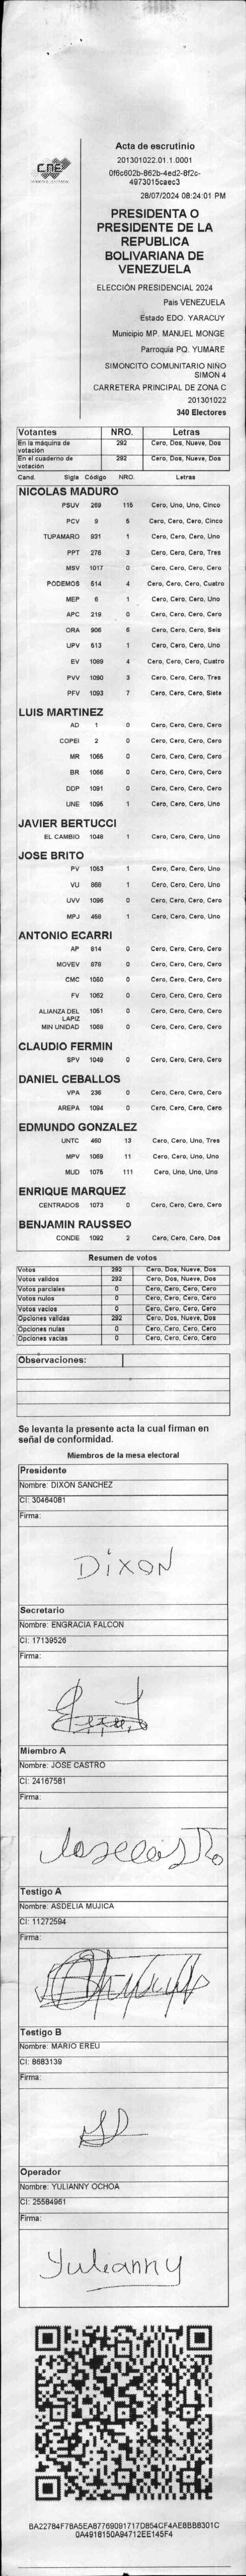 CNE
Acta de escrutinio
201301022.01.1.0001
0f6c602b-862b-4ed2-8f2c-
4973015caec3
28/07/2024 08:24:01 PM
PRESIDENTA O
PRESIDENTE DE LA
REPUBLICA
BOLIVARIANA DE
VENEZUELA
ELECCIÓN PRESIDENCIAL 2024
Pais VENEZUELA
Estado EDO. YARACUY
Municipio MP. MANUEL MONGE
Parroquia PQ. YUMARE
SIMONCITO COMUNITARIO NIÑO
SIMON 4
CARRETERA PRINCIPAL DE ZONA C
201301022
340 Electores
Votantes NRO. Letras
En la máquina de votación 292 Cero, Dos, Nueve, Dos
En el cuaderno de votación 292 Cero, Dos, Nueve, Dos
Cand. Sigla Código NRO. Letras
NICOLAS MADURO
PSUV 269 115 Cero, Uno, Uno, Cinco
PCV 9 5 Cero, Cero, Cero, Cinco
TUPAMARO 931 1 Cero, Cero, Cero, Uno
PPT 276 3 Cero, Cero, Cero, Tres
MSV 1017 0 Cero, Cero, Cero, Cero
PODEMOS 514 4 Cero, Cero, Cero, Cuatro
MEP 6 1 Cero, Cero, Cero, Uno
APC 219 0 Cero, Cero, Cero, Cero
ORA 906 6 Cero, Cero, Cero, Seis
UPV 513 1 Cero, Cero, Cero, Uno
EV 1089 4 Cero, Cero, Cero, Cuatro
PVV 1090 3 Cero, Cero, Cero, Tres
PFV 1093 7 Cero, Cero, Cero, Siete
LUIS MARTINEZ
AD 1 0 Cero, Cero, Cero, Cero
COPEI 2 0 Cero, Cero, Cero, Cero
MR 1065 0 Cero, Cero, Cero, Cero
BR 1066 0 Cero, Cero, Cero, Cero
DDP 1091 0 Cero, Cero, Cero, Cero
UNE 1095 1 Cero, Cero, Cero, Uno
JAVIER BERTUCCI
EL CAMBIO 1048 1 Cero, Cero, Cero, Uno
JOSE BRITO
PV 1053 1 Cero, Cero, Cero, Uno
VU 868 1 Cero, Cero, Cero, Uno
UVV 1096 0 Cero, Cero, Cero, Cero
MPJ 458 1 Cero, Cero, Cero, Uno
ANTONIO ECARRI
AP 814 0 Cero, Cero, Cero, Cero
MOVEV 878 0 Cero, Cero, Cero, Cero
CMC 1050 0 Cero, Cero, Cero, Cero
FV 1052 0 Cero, Cero, Cero, Cero
ALIANZA DEL LAPIZ 1051 0 Cero, Cero, Cero, Cero
MIN UNIDAD 1068 0 Cero, Cero, Cero, Cero
CLAUDIO FERMIN
SPV 1049 0 Cero, Cero, Cero, Cero
DANIEL CEBALLOS
VPA 236 0 Cero, Cero, Cero, Cero
AREPA 1094 0 Cero, Cero, Cero, Cero
EDMUNDO GONZALEZ
UNTC 460 13 Cero, Cero, Uno, Tres
MPV 1069 11 Cero, Cero, Uno, Uno
MUD 1075 111 Cero, Uno, Uno, Uno
ENRIQUE MARQUEZ
CENTRADOS 1073 0 Cero, Cero, Cero, Cero
BENJAMIN RAUSSEO
CONDE 1092 2 Cero, Cero, Cero, Dos
Resumen de votos
Votos 292 Cero, Dos, Nueve, Dos
Votos validos 292 Cero, Dos, Nueve, Dos
Votos parciales 0 Cero, Cero, Cero, Cero
Votos nulos 0 Cero, Cero, Cero, Cero
Votos vacios 0 Cero, Cero, Cero, Cero
Opciones validas 292 Cero, Dos, Nueve, Dos
Opciones nulas 0 Cero, Cero, Cero, Cero
Opciones vacias 0 Cero, Cero, Cero, Cero
Observaciones:
Se levanta la presente acta la cual firman en
señal de conformidad.
Miembros de la mesa electoral
Presidente
Nombre: DIXON SANCHEZ
CI: 30464081
Firma:
DIXON
Secretario
Nombre: ENGRACIA FALCON
CI: 17139526
Firma:
Miembro A
Nombre: JOSE CASTRO
CI: 24167581
Firma:
Testigo A
Nombre: ASDELIA MUJICA
CI: 11272594
Firma:
Testigo B
Nombre: MARIO EREU
CI: 8683139
Firma:
Operador
Nombre: YULIANNY OCHOA
CI: 25584961
Firma:
Yulianny
BA22784F78A5EA87769091717D854CF4AE8BB8301C
0A4918150A94712EE145F4